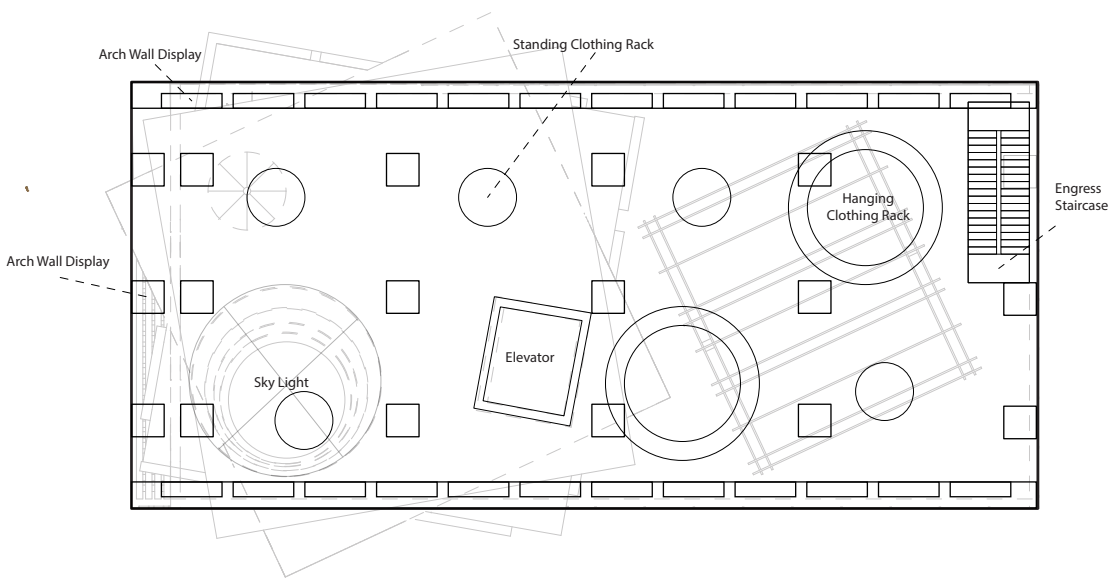 Standing Clothing Rack
Arch Wall Display
Engress
Staircase
Hanging
Clothing Rack
Arch Wall Display
Elevator
Sky Light